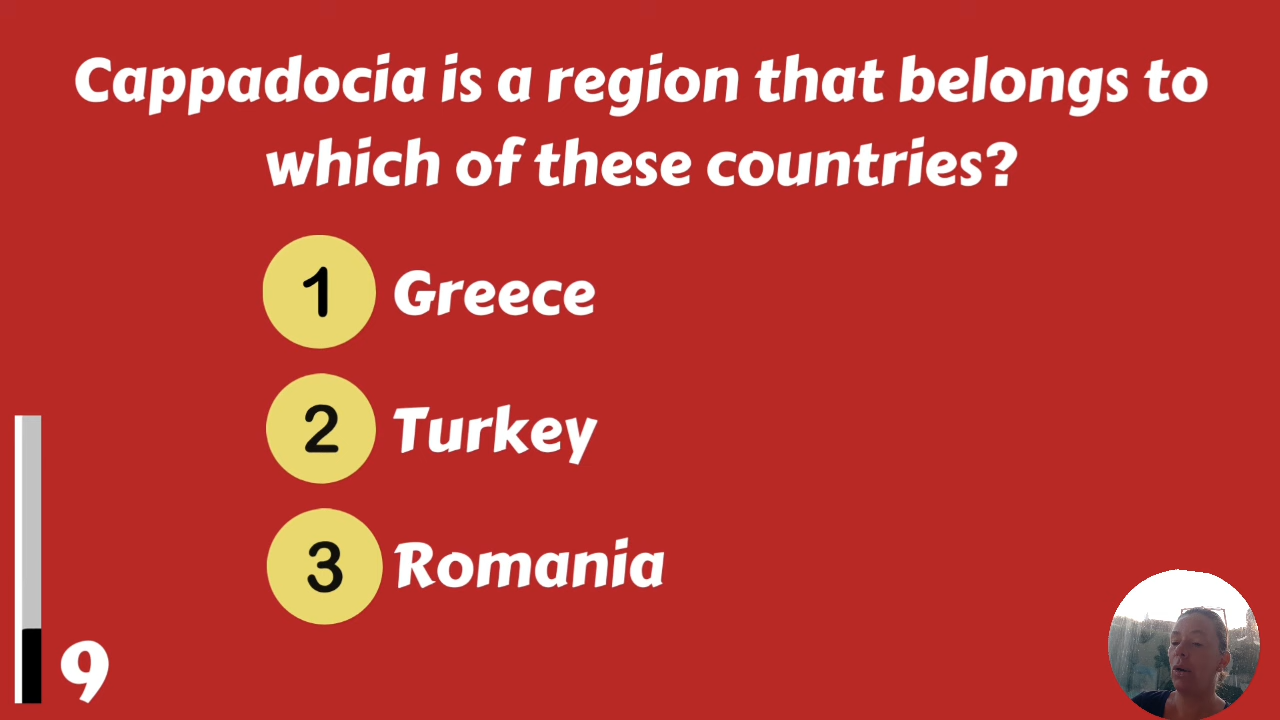 Cappadocia is a region that belongs to
which of these countries?
1 Greece
2 Turkey
3 Romania
9